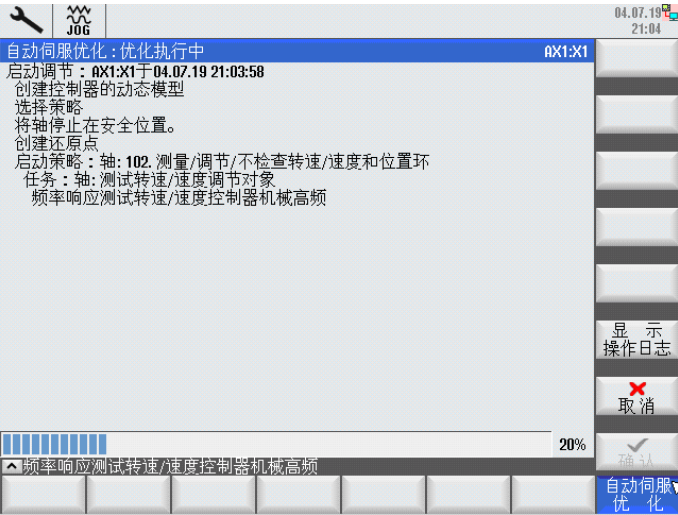 JOG
04.07.19
21:04
自动伺服优化:优化执行中 AX1:X1
启动调节:AX1:X1于04.07.19 21:03:58
创建控制器的动态模型
选择策略
将轴停止在安全位置。
创建还原点
启动策略:轴: 102. 测量/调节/不检查转速/速度和位置环
任务:轴: 测试转速/速度调节对象
频率响应测试转速/速度控制器机械高频
显 示
操作日志
取消
20%
确认
频率响应测试转速/速度控制器机械高频
自动伺服
优 化